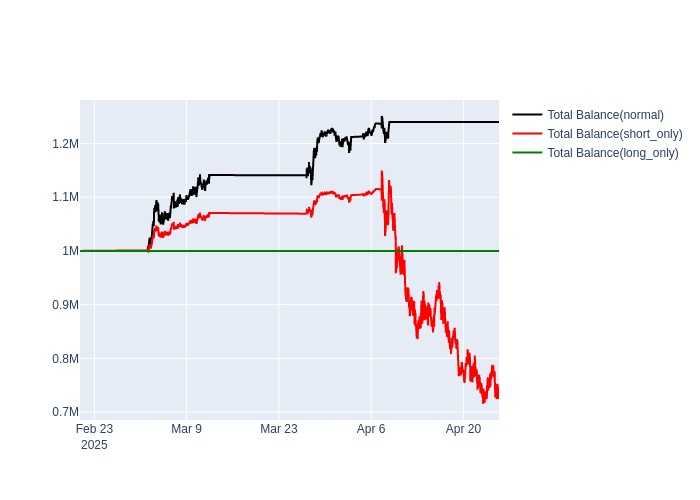 Total Balance(normal)
Total Balance(short_only)
Total Balance(long_only)
1.2M
1.1M
1M
0.9M
0.8M
0.7M
Feb 23
2025
Mar 9
Mar 23
Apr 6
Apr 20